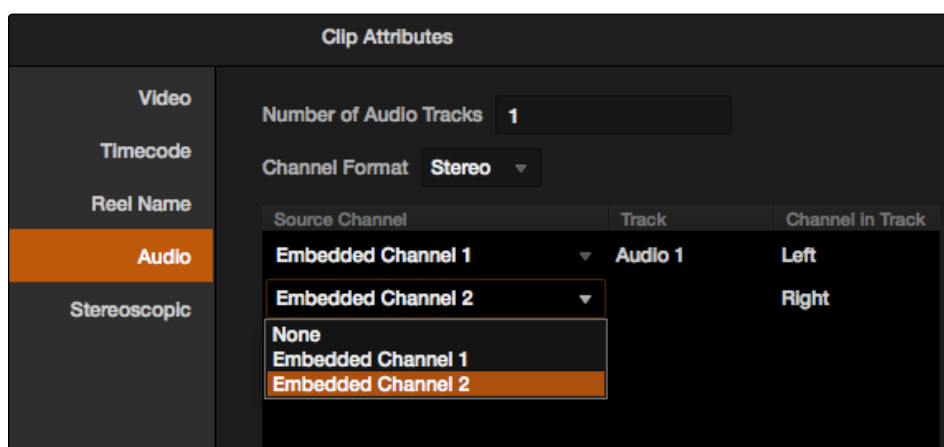 Clip Attributes
Video
Timecode
Reel Name
Audio
Stereoscopic
Number of Audio Tracks 1
Channel Format Stereo
Source Channel Track Channel in Track
Embedded Channel 1 Audio 1 Left
Embedded Channel 2 Right
None
Embedded Channel 1
Embedded Channel 2